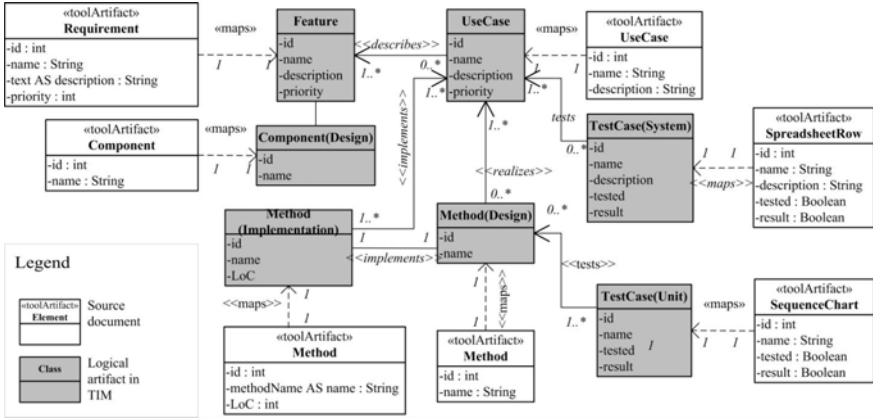 «toolArtifact»
Requirement
-id : int
-name : String
-text AS description : String
-priority : int
«maps»
1
1
Feature
-id
-name
-description
-priority
<<describes>>
1..*
0..*
UseCase
-id
-name
-description
-priority
«maps»
1
1
«toolArtifact»
UseCase
-id : int
-name : String
-description : String
«toolArtifact»
Component
-id : int
-name : String
«maps»
1
1
Component(Design)
-id
-name
<<implements>>
1..*
1..*
1..*
<<realizes>>
0..*
1..*
tests
0..*
TestCase(System)
-id
-name
-description
-tested
-result
1
1
<<maps>>
«toolArtifact»
SpreadsheetRow
-id : int
-name : String
-description : String
-tested : Boolean
-result : Boolean
Method
(Implementation)
-id
-name
-LoC
1..*
1
1
<<implements>>
Method(Design)
-id
-name
0..*
<<tests>>
1..*
TestCase(Unit)
-id
-name
-tested
-result
1
«maps»
1
1
«toolArtifact»
SequenceChart
-id : int
-name : String
-tested : Boolean
-result : Boolean
<<maps>>
1
1
«toolArtifact»
Method
-id : int
-methodName AS name : String
-LoC : int
<<maps>>
1
1
«toolArtifact»
Method
-id : int
-name : String
Legend
«toolArtifact»
Element
Source
document
Class
Logical
artifact in
TIM